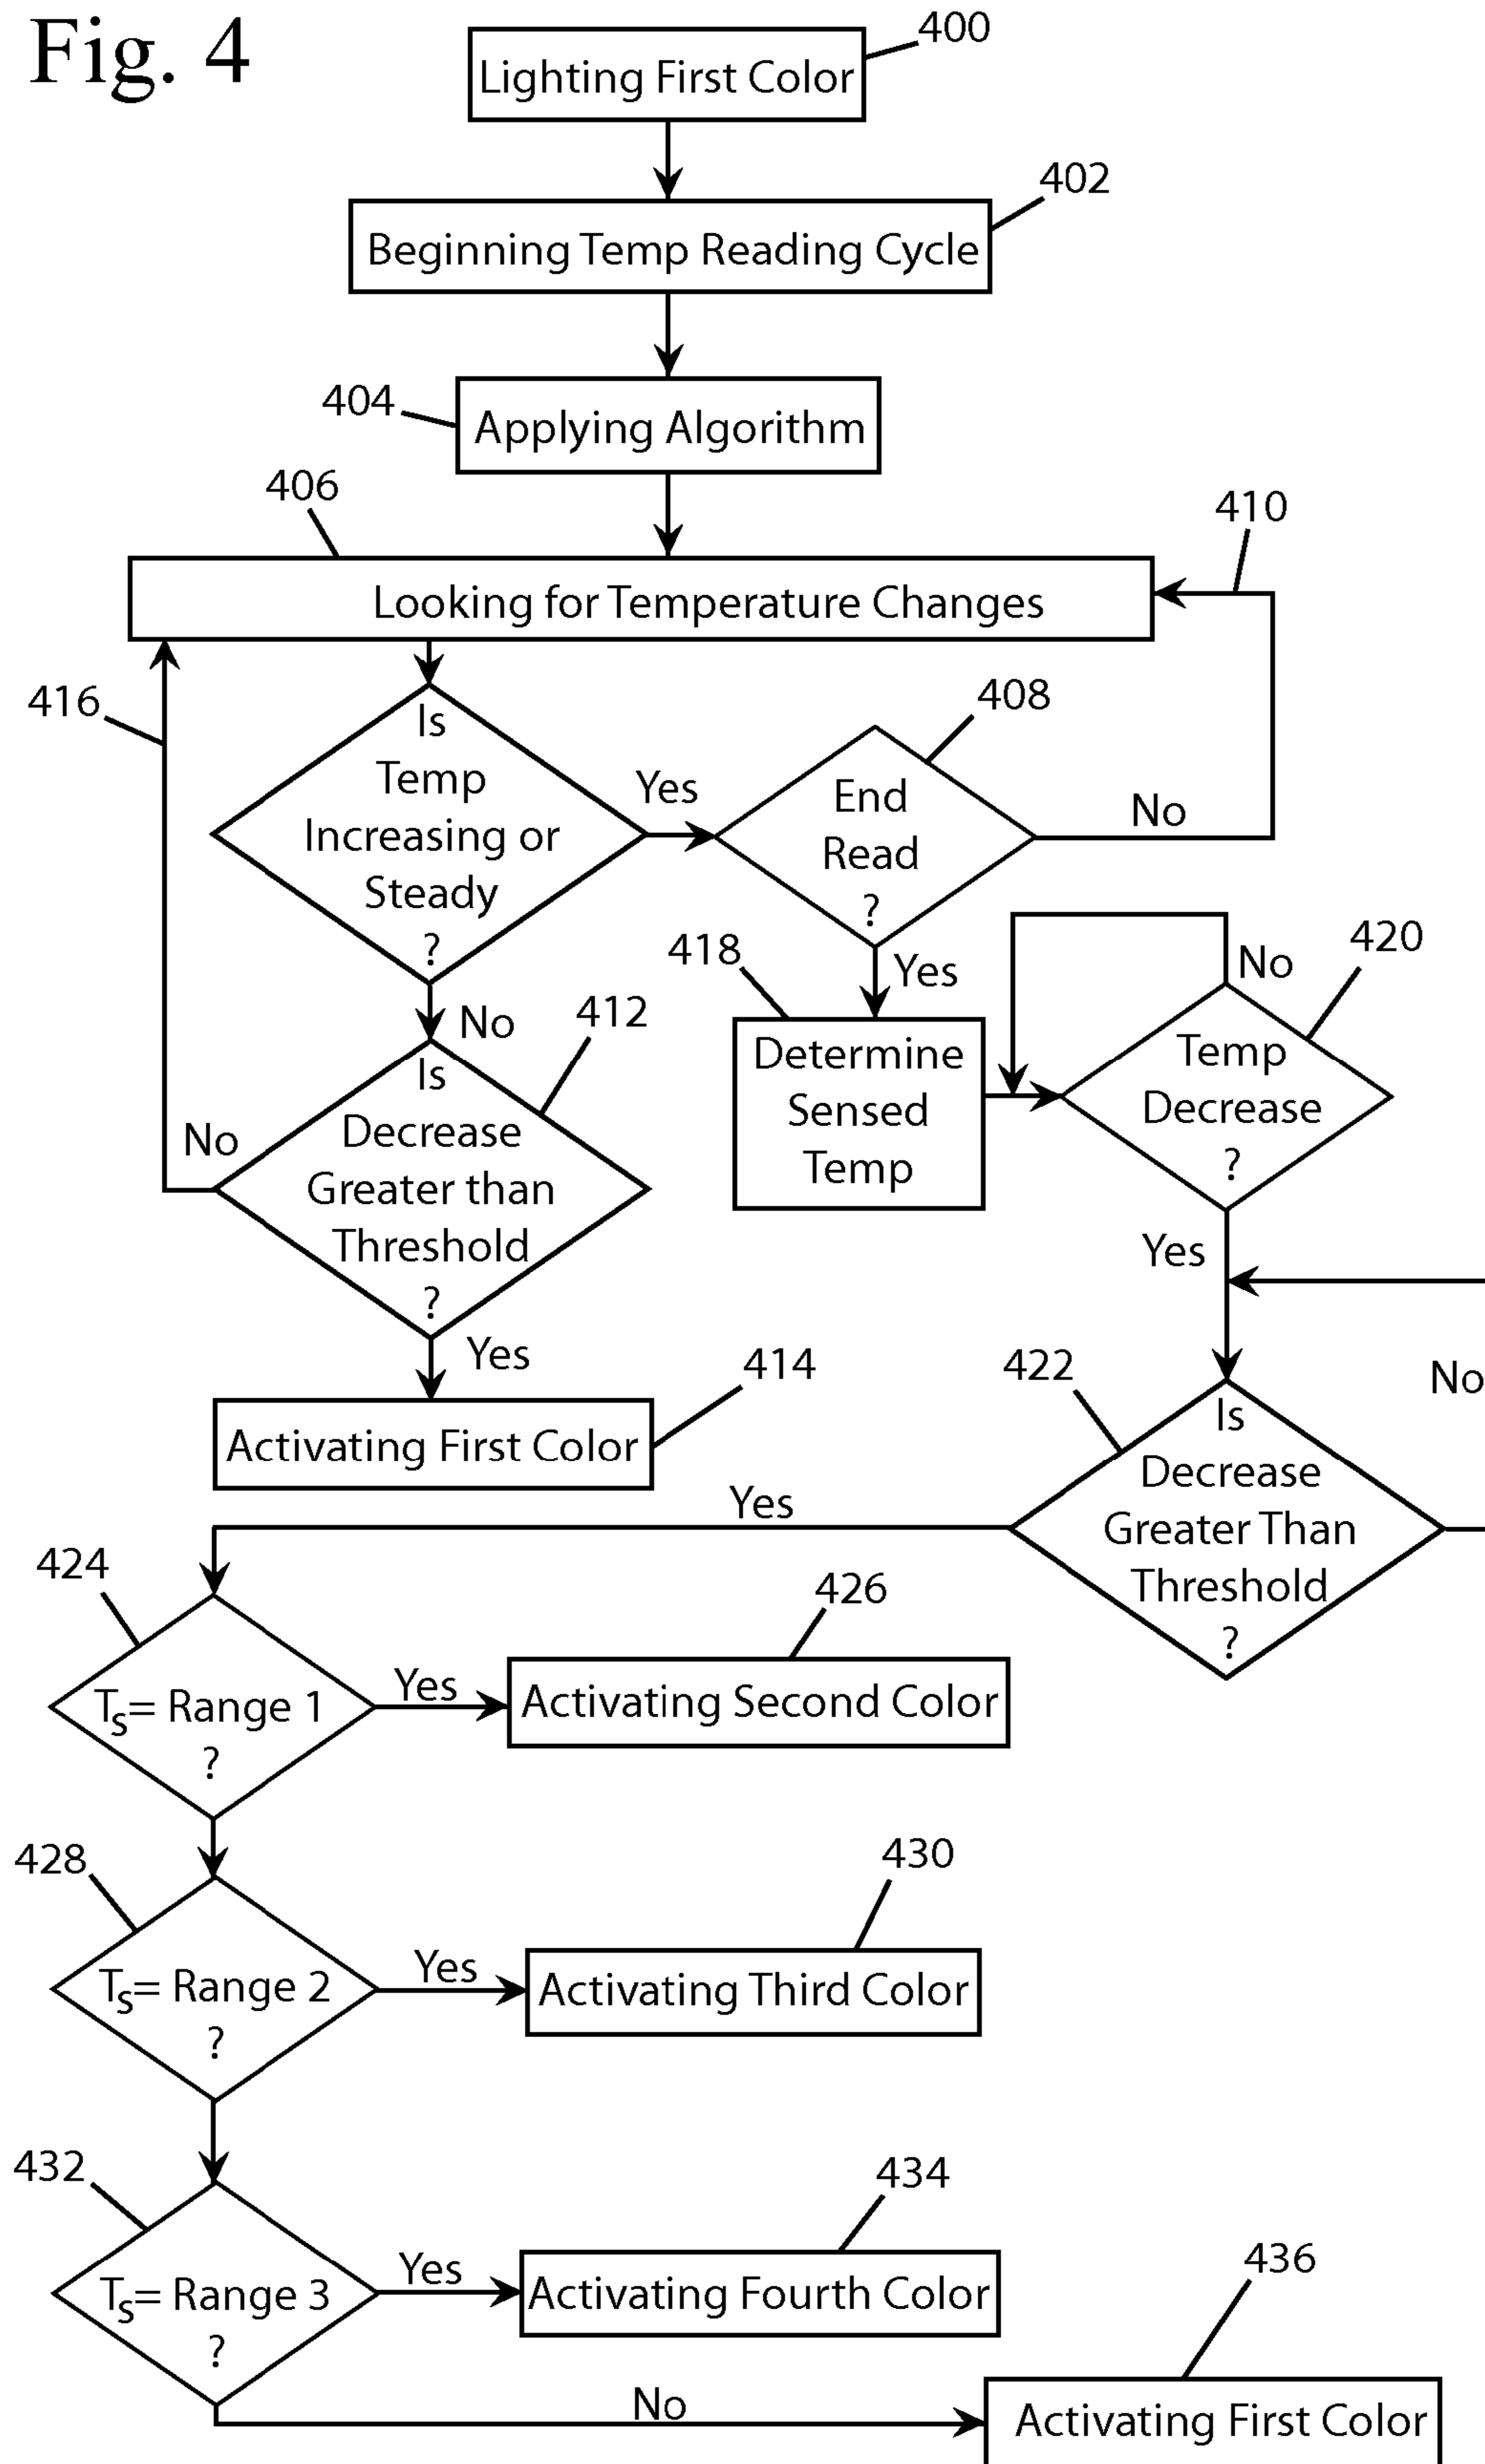 Fig. 4
400
Lighting First Color
402
Beginning Temp Reading Cycle
404
Applying Algorithm
406
410
Looking for Temperature Changes
416
408
Is
Temp
Increasing or
Steady
?
Yes
End
Read
?
No
418
Yes
No
420
No
412
Determine
Sensed
Temp
Temp
Decrease
?
Is
Decrease
Greater than
Threshold
?
No
Yes
Yes
414
422
No
Activating First Color
Is
Decrease
Greater Than
Threshold
?
Yes
424
426
Ts= Range 1
?
Yes
Activating Second Color
428
430
Ts= Range 2
?
Yes
Activating Third Color
432
434
Ts= Range 3
?
Yes
Activating Fourth Color
436
No
Activating First Color